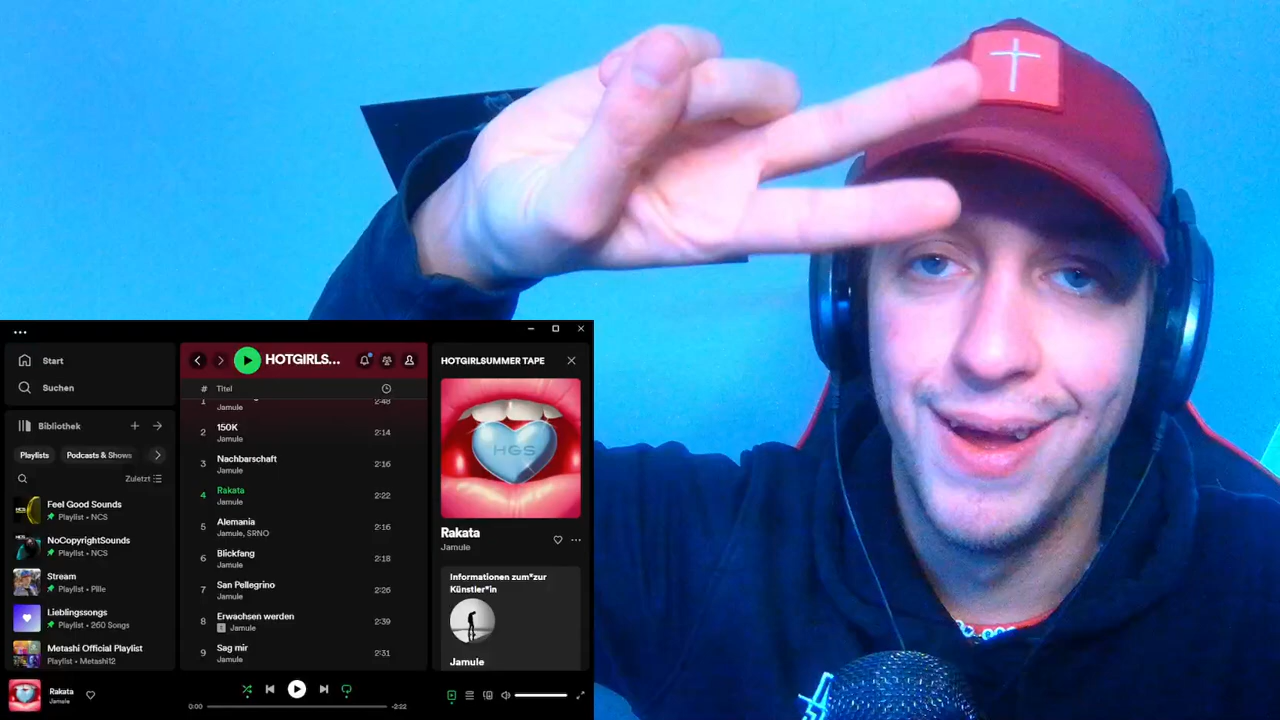 Start
Suchen
Bibliothek
Playlists
Podcasts & Shows
Zuletzt
Feel Good Sounds
Playlist • NCS
NoCopyrightSounds
Playlist • NCS
Stream
Playlist • Pille
Lieblingssongs
Playlist • 260 Songs
Metashi Official Playlist
Playlist • Metashi12
HOTGIRLS...
# Titel
1
Jamule
2:48
2 150K 2:14
Jamule
3 Nachbarschaft 2:16
Jamule
4 Rakata 2:22
Jamule
5 Alemania 2:16
Jamule, SRNO
6 Blickfang 2:18
Jamule
7 San Pellegrino 2:26
Jamule
8 Erwachsen werden 2:39
E Jamule
9 Sag mir 2:31
Jamule
HOTGIRLSUMMER TAPE
HGS
Rakata
Jamule
Informationen zum*zur
Künstler*in
Jamule
Rakata
Jamule
0:00
-2:22